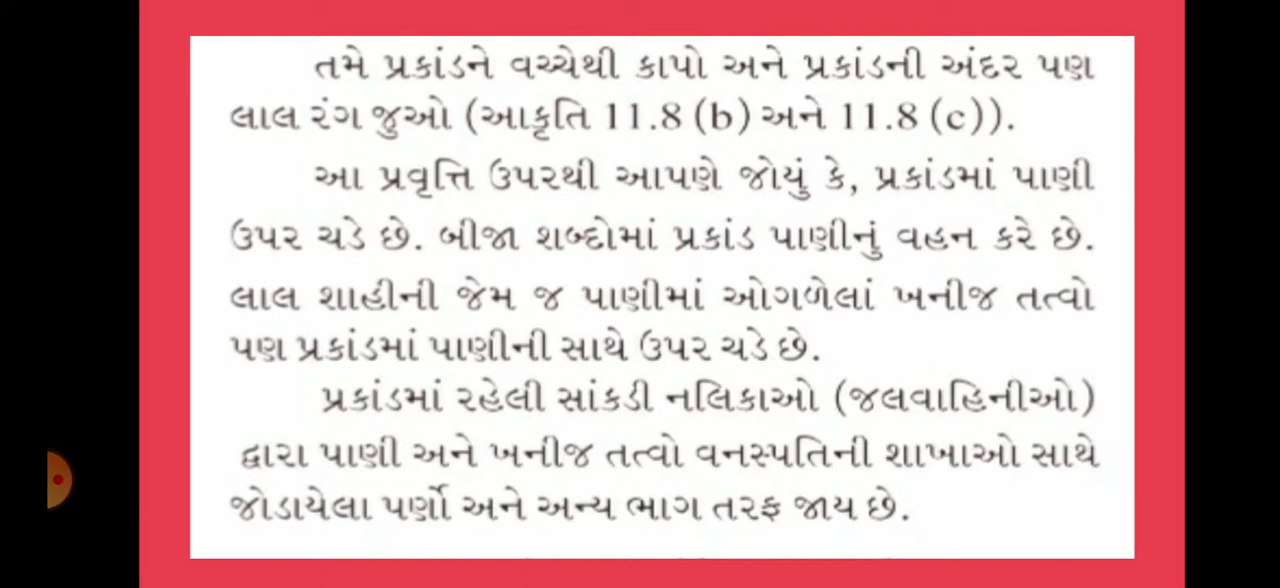 તમે પ્રકાંડને વચ્ચેથી કાપો અને પ્રકાંડની અંદર પણ
લાલ રંગ જુઓ (આકૃતિ 11.8 (b) અને 11.8 (c)).
આ પ્રવૃત્તિ ઉપરથી આપણે જોયું કે, પ્રકાંડમાં પાણી
ઉપર ચડે છે. બીજા શબ્દોમાં પ્રકાંડ પાણીનું વહન કરે છે.
લાલ શાહીની જેમ જ પાણીમાં ઓગળેલાં ખનીજ તત્વો
પણ પ્રકાંડમાં પાણીની સાથે ઉપર ચડે છે.
પ્રકાંડમાં રહેલી સાંકડી નલિકાઓ (જલવાહિનીઓ)
દ્વારા પાણી અને ખનીજ તત્વો વનસ્પતિની શાખાઓ સાથે
જોડાયેલા પર્ણો અને અન્ય ભાગ તરફ જાય છે.